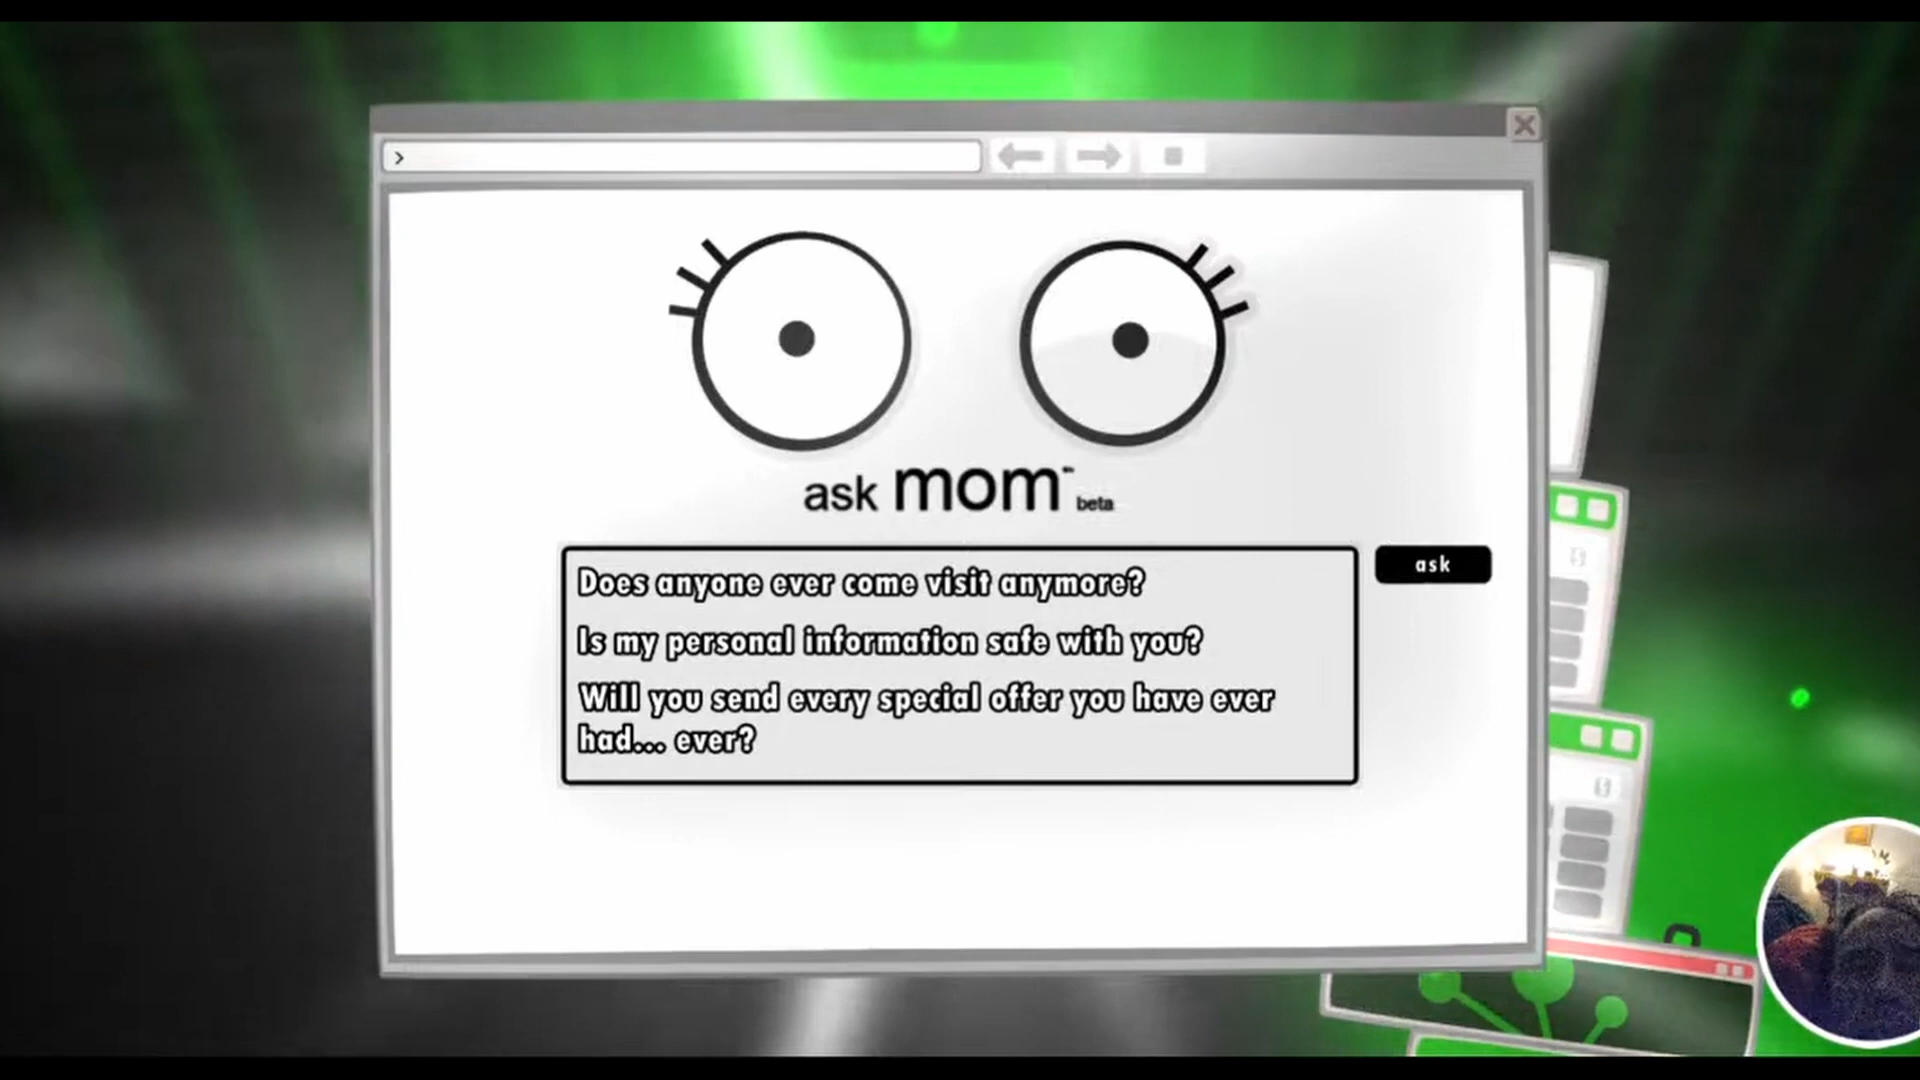 >
ask mom™ beta
Does anyone ever come visit anymore?
ask
Is my personal information safe with you?
Will you send every special offer you have ever
had... ever?